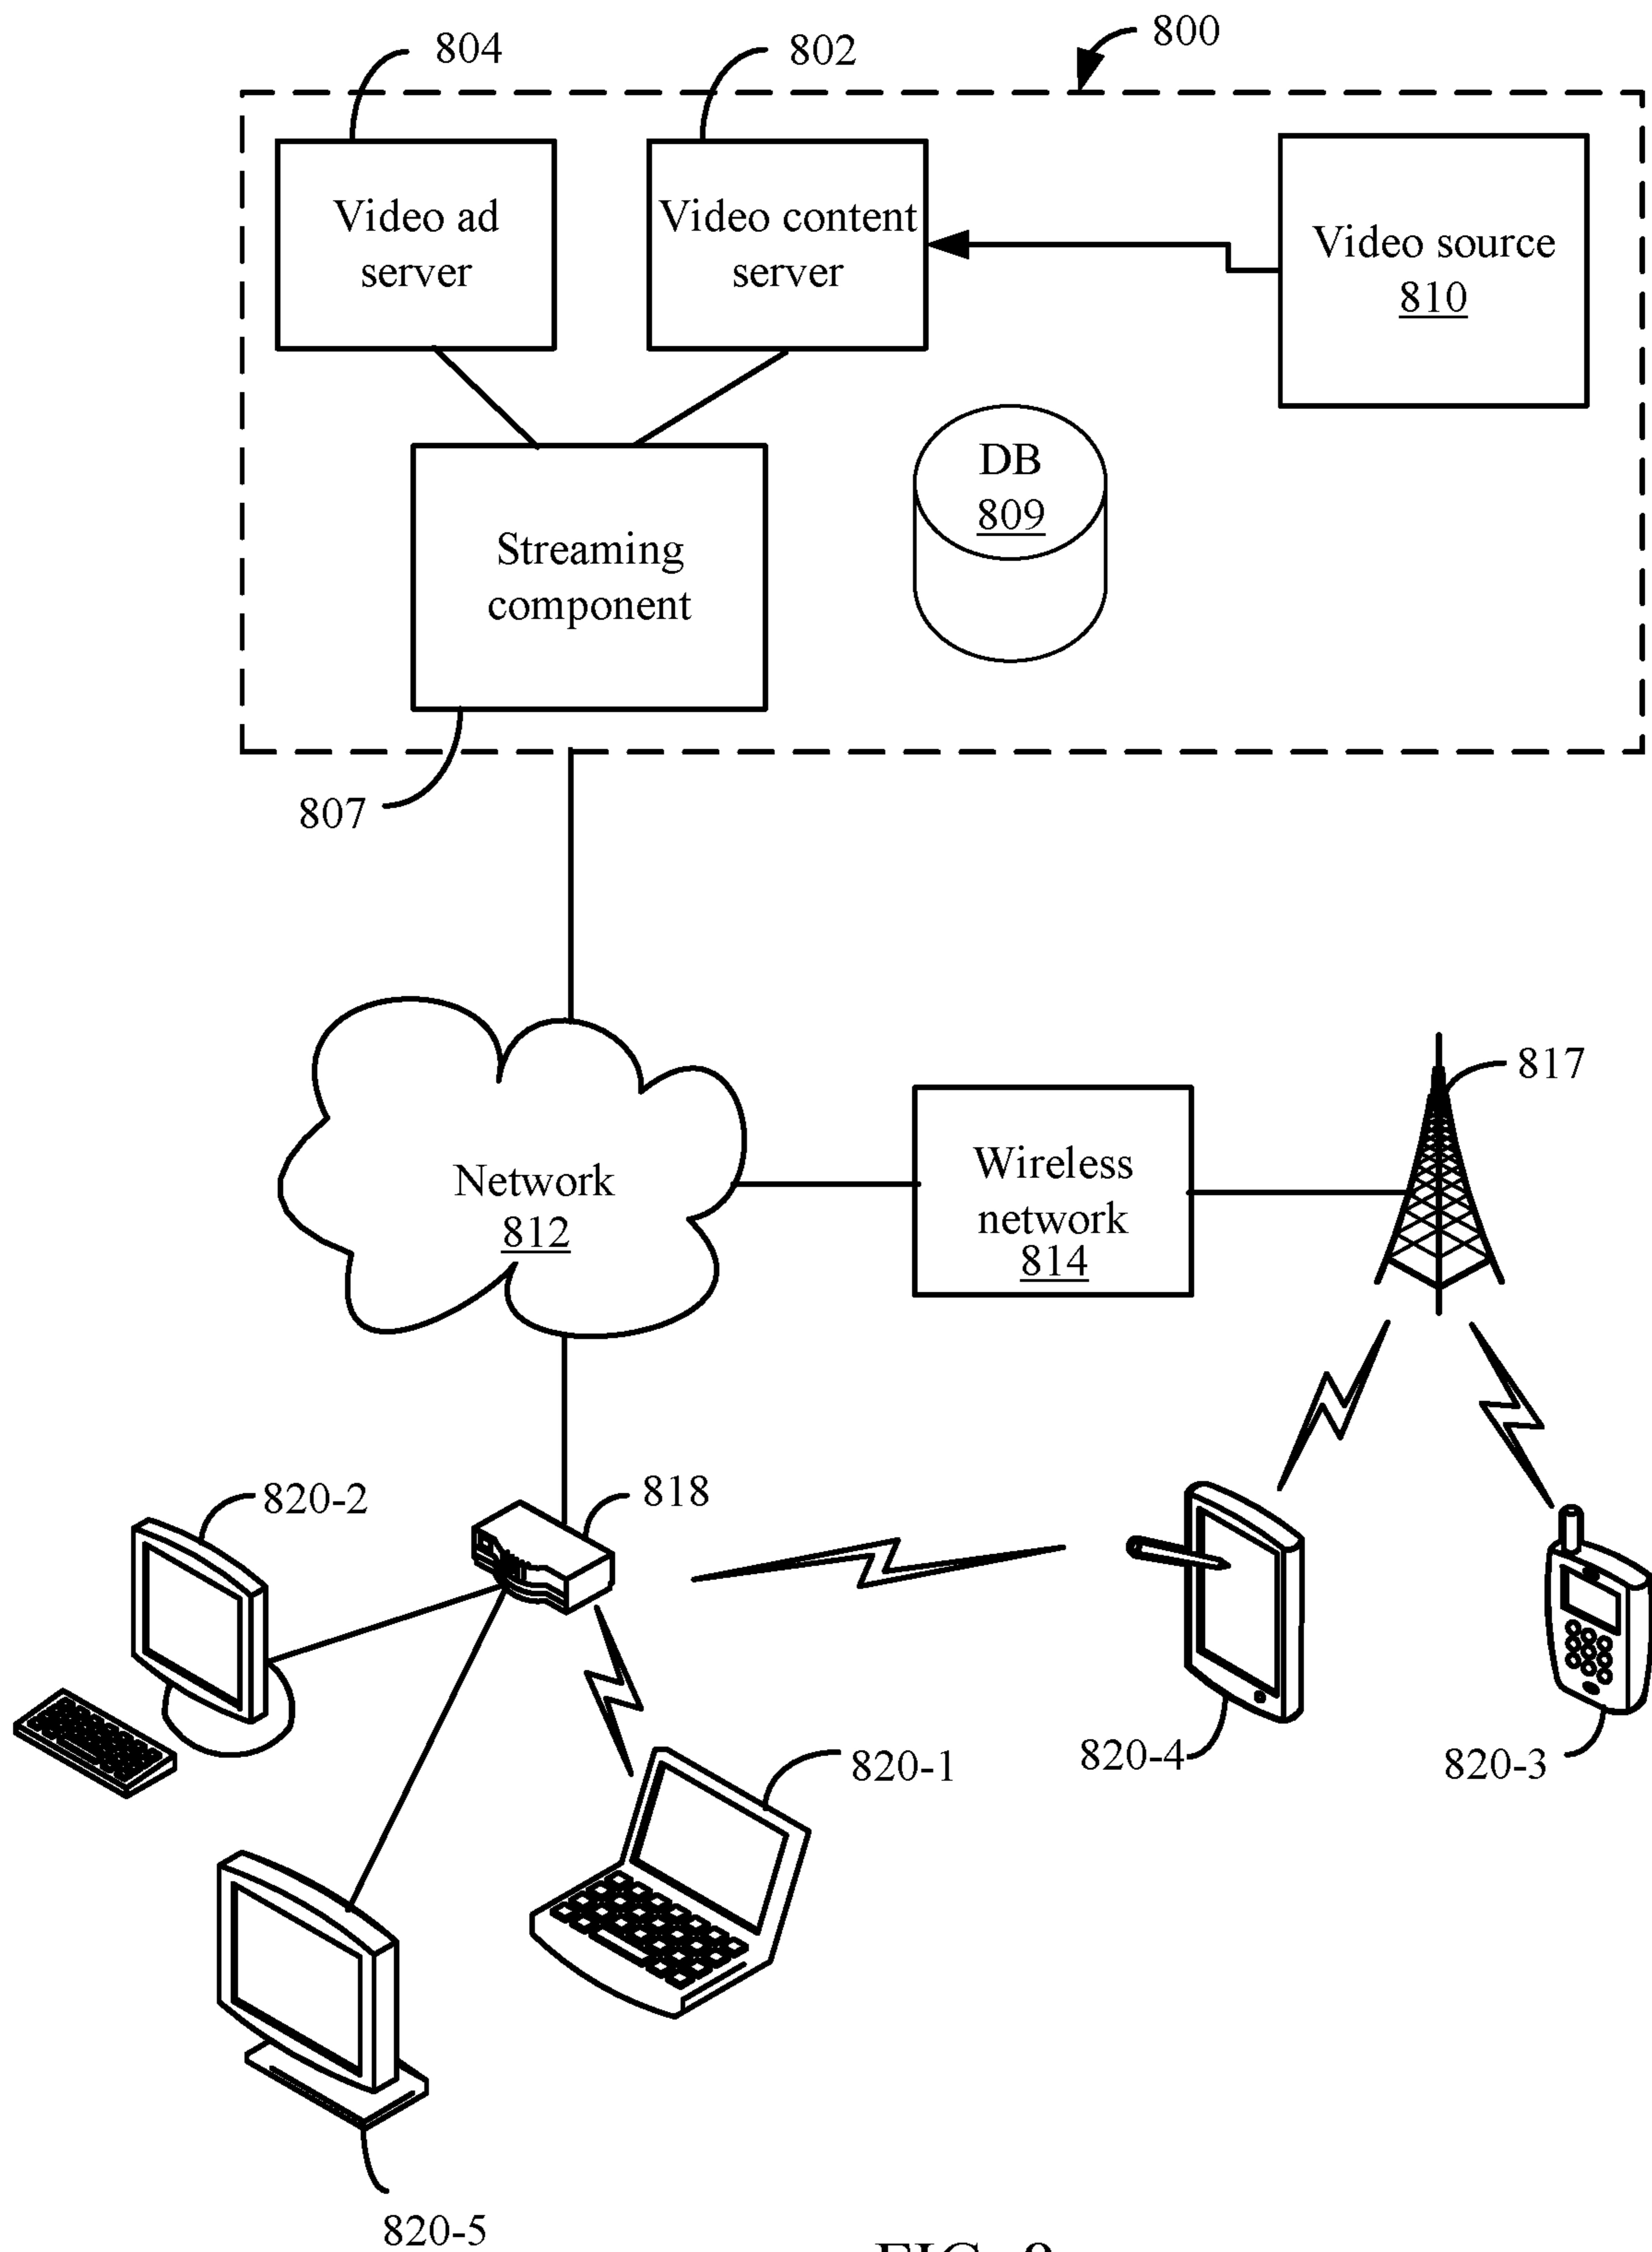 804
802
800
Video ad
server
Video content
server
Video source
810
DB
809
Streaming
component
807
817
Network
812
Wireless
network
814
820-2
818
820-1
820-4
820-3
820-5